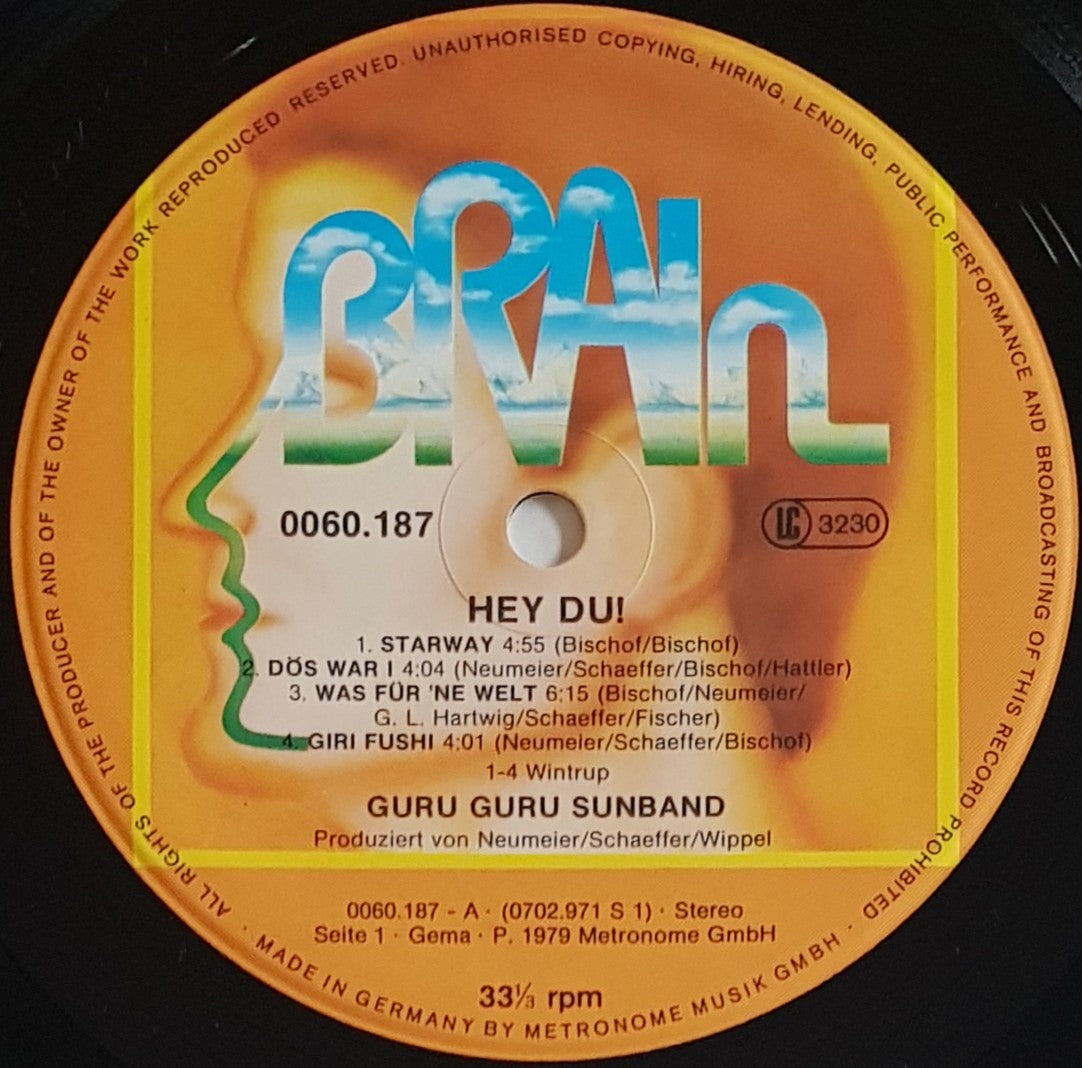 ALL RIGHTS OF THE PRODUCER AND OF THE OWNER OF THE WORK REPRODUCED RESERVED. UNAUTHORISED COPYING, HIRING, LENDING, PUBLIC PERFORMANCE AND BROADCASTING OF THIS RECORD PROHIBITED ·
BRAIn
0060.187
LC 3230
HEY DU!
1. STARWAY 4:55 (Bischof/Bischof)
2. DÖS WAR I 4:04 (Neumeier/Schaeffer/Bischof/Hattler)
3. WAS FÜR 'NE WELT 6:15 (Bischof/Neumeier/
G. L. Hartwig/Schaeffer/Fischer)
4. GIRI FUSHI 4:01 (Neumeier/Schaeffer/Bischof)
1-4 Wintrup
GURU GURU SUNBAND
Produziert von Neumeier/Schaeffer/Wippel
0060.187 - A · (0702.971 S 1) · Stereo
Seite 1 · Gema · P. 1979 Metronome GmbH
33⅓ rpm
· MADE IN GERMANY BY METRONOME MUSIK GMBH ·